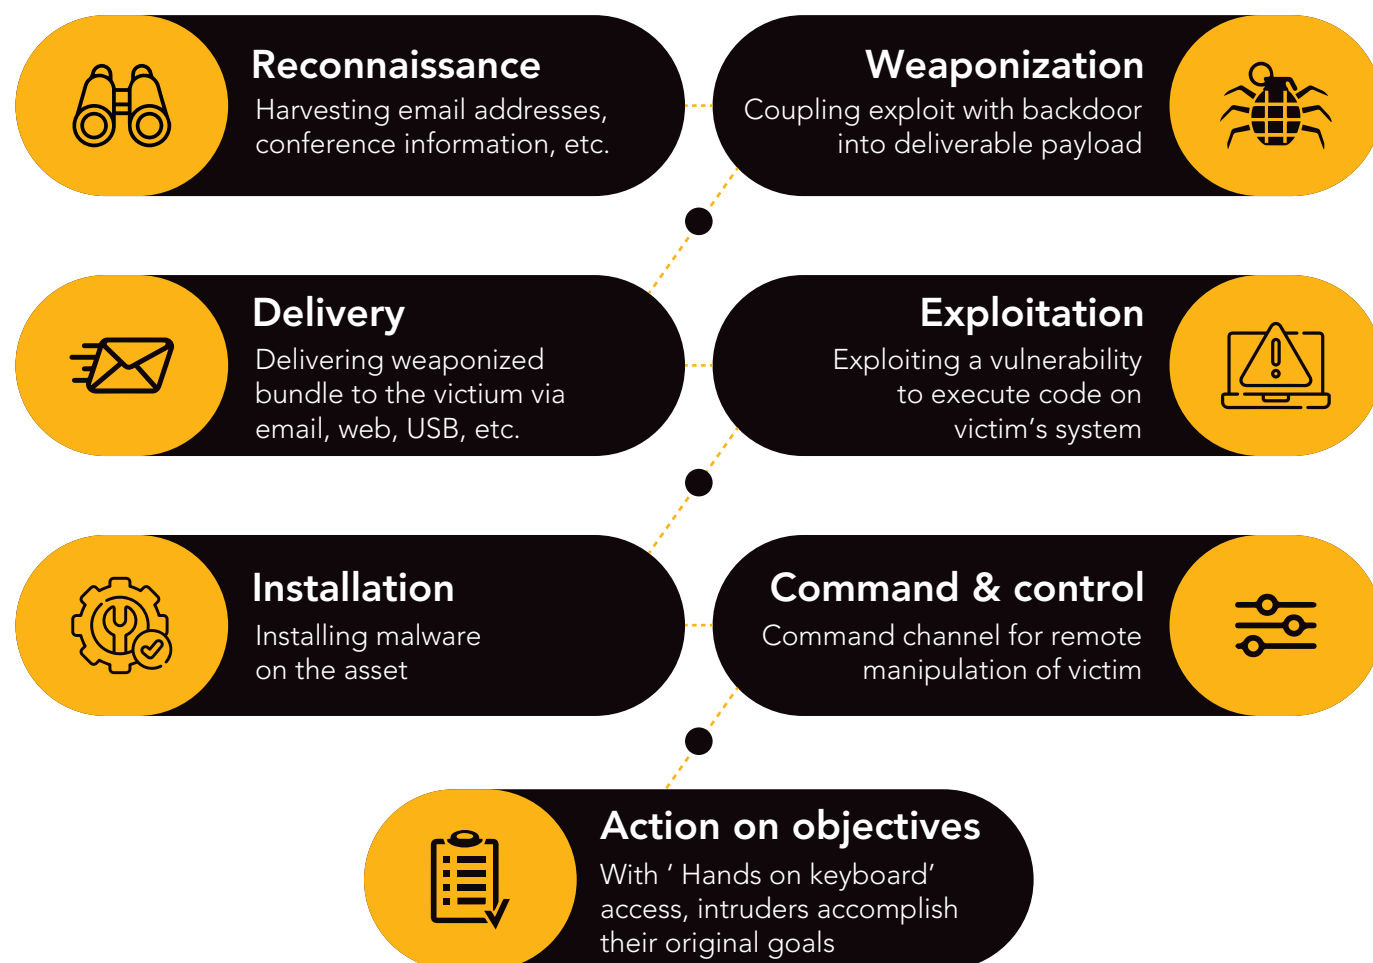 Reconnaissance
Harvesting email addresses,
conference information, etc.
Weaponization
Coupling exploit with backdoor
into deliverable payload
Delivery
Delivering weaponized
bundle to the victium via
email, web, USB, etc.
Exploitation
Exploiting a vulnerability
to execute code on
victim’s system
Installation
Installing malware
on the asset
Command & control
Command channel for remote
manipulation of victim
Action on objectives
With ‘ Hands on keyboard’
access, intruders accomplish
their original goals